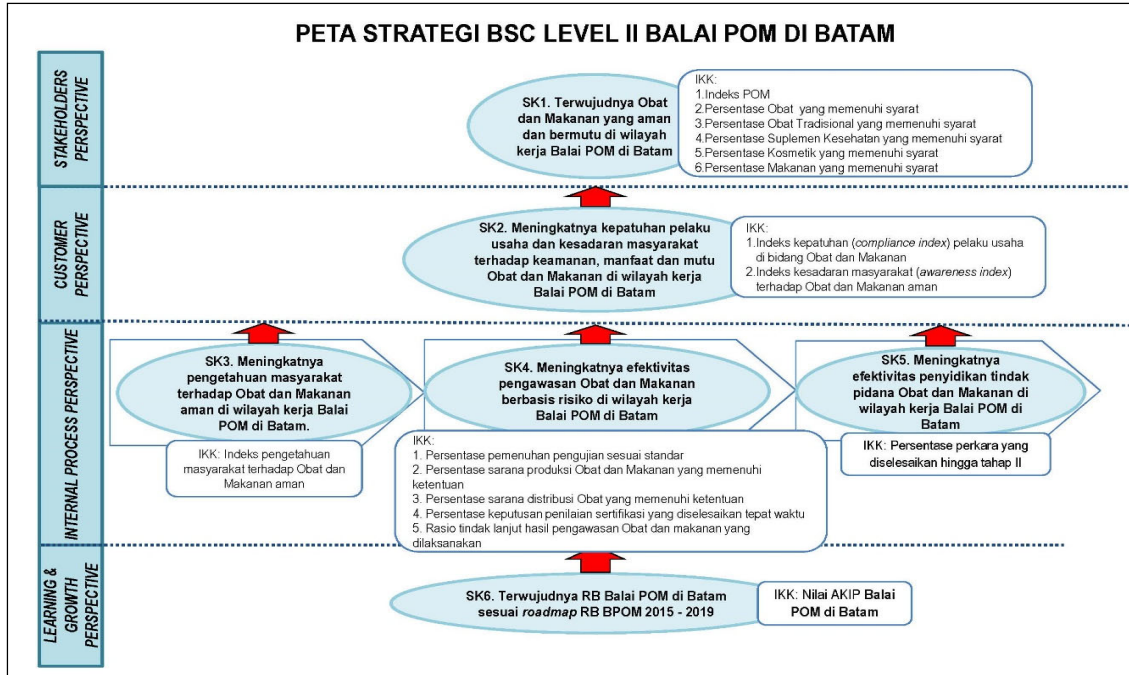 PETA STRATEGI BSC LEVEL II BALAI POM DI BATAM
STAKEHOLDERS
PERSPECTIVE
SK1. Terwujudnya Obat
dan Makanan yang aman
dan bermutu di wilayah
kerja Balai POM di Batam
IKK:
1.Indeks POM
2.Persentase Obat yang memenuhi syarat
3.Persentase Obat Tradisional yang memenuhi syarat
4.Persentase Suplemen Kesehatan yang memenuhi syarat
5.Persentase Kosmetik yang memenuhi syarat
6.Persentase Makanan yang memenuhi syarat
CUSTOMER
PERSPECTIVE
SK2. Meningkatnya kepatuhan pelaku
usaha dan kesadaran masyarakat
terhadap keamanan, manfaat dan mutu
Obat dan Makanan di wilayah kerja
Balai POM di Batam
IKK:
1.Indeks kepatuhan (compliance index) pelaku usaha
di bidang Obat dan Makanan
2.Indeks kesadaran masyarakat (awareness index)
terhadap Obat dan Makanan aman
INTERNAL PROCESS PERSPECTIVE
SK3. Meningkatnya
pengetahuan masyarakat
terhadap Obat dan Makanan
aman di wilayah kerja Balai
POM di Batam.
IKK: Indeks pengetahuan
masyarakat terhadap Obat dan
Makanan aman
SK4. Meningkatnya efektivitas
pengawasan Obat dan Makanan
berbasis risiko di wilayah kerja
Balai POM di Batam
IKK:
1. Persentase pemenuhan pengujian sesuai standar
2. Persentase sarana produksi Obat dan Makanan yang memenuhi
ketentuan
3. Persentase sarana distribusi Obat yang memenuhi ketentuan
4. Persentase keputusan penilaian sertifikasi yang diselesaikan tepat waktu
5. Rasio tindak lanjut hasil pengawasan Obat dan makanan yang
dilaksanakan
SK5. Meningkatnya
efektivitas penyidikan tindak
pidana Obat dan Makanan di
wilayah kerja Balai POM di
Batam
IKK: Persentase perkara yang
diselesaikan hingga tahap II
LEARNING &
GROWTH
PERSPECTIVE
SK6. Terwujudnya RB Balai POM di Batam
sesuai roadmap RB BPOM 2015 - 2019
IKK: Nilai AKIP Balai
POM di Batam